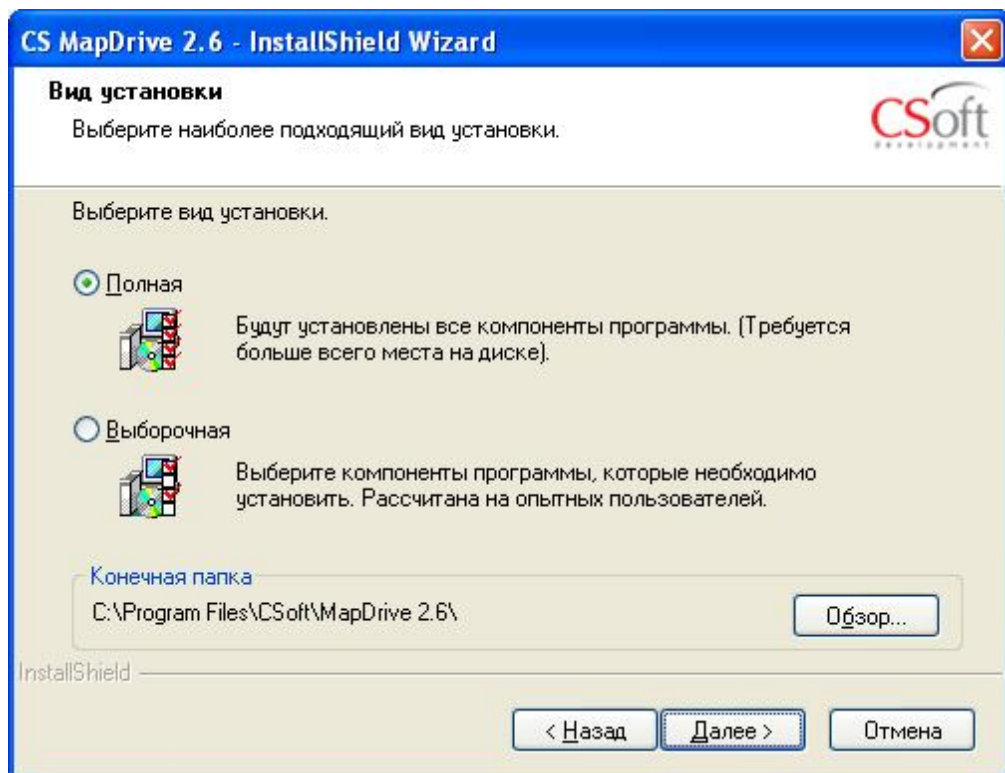 CS MapDrive 2.6 - InstallShield Wizard
Вид установки
Выберите наиболее подходящий вид установки.
CSoft
development
Выберите вид установки.
Полная
Будут установлены все компоненты программы. (Требуется
больше всего места на диске).
Выборочная
Выберите компоненты программы, которые необходимо
установить. Рассчитана на опытных пользователей.
Конечная папка
C:\Program Files\CSoft\MapDrive 2.6\
Обзор...
InstallShield
< Назад
Далее >
Отмена